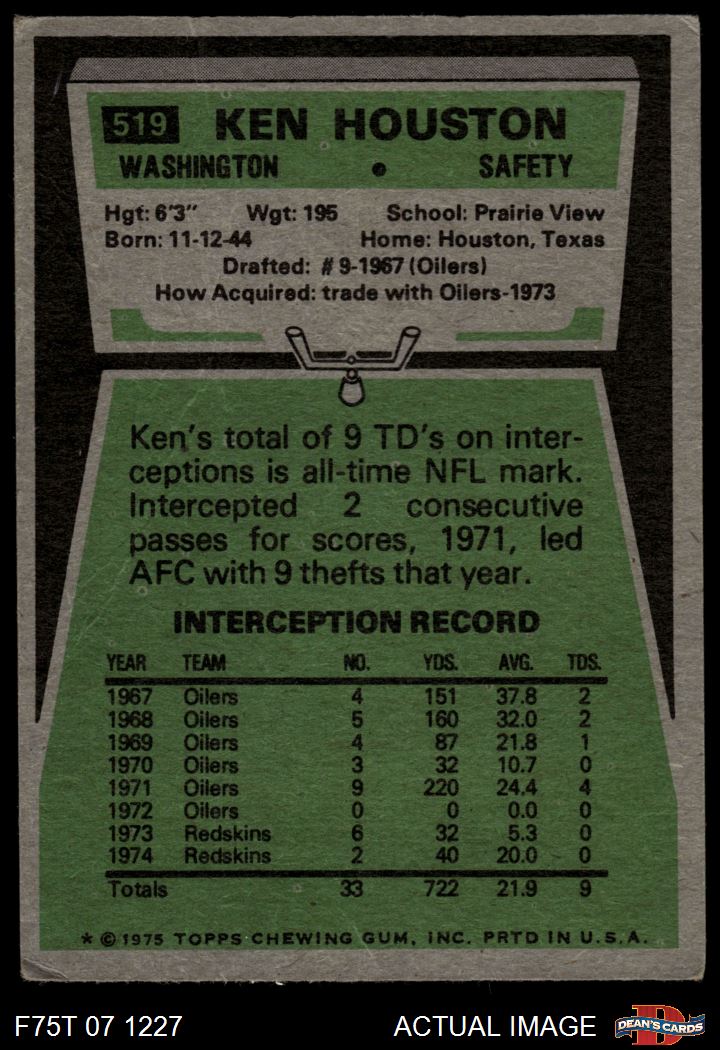 519 KEN HOUSTON
WASHINGTON • SAFETY
Hgt: 6'3" Wgt: 195 School: Prairie View
Born: 11-12-44 Home: Houston, Texas
Drafted: #9-1967 (Oilers)
How Acquired: trade with Oilers-1973
Ken's total of 9 TD's on inter-
ceptions is all-time NFL mark.
Intercepted 2 consecutive
passes for scores, 1971, led
AFC with 9 thefts that year.
INTERCEPTION RECORD
YEAR TEAM NO. YDS. AVG. TDS.
1967 Oilers 4 151 37.8 2
1968 Oilers 5 160 32.0 2
1969 Oilers 4 87 21.8 1
1970 Oilers 3 32 10.7 0
1971 Oilers 9 220 24.4 4
1972 Oilers 0 0 0.0 0
1973 Redskins 6 32 5.3 0
1974 Redskins 2 40 20.0 0
Totals 33 722 21.9 9
* © 1975 TOPPS CHEWING GUM, INC. PRTD IN U.S.A.
F75T 07 1227 ACTUAL IMAGE D DEAN'S CARDS